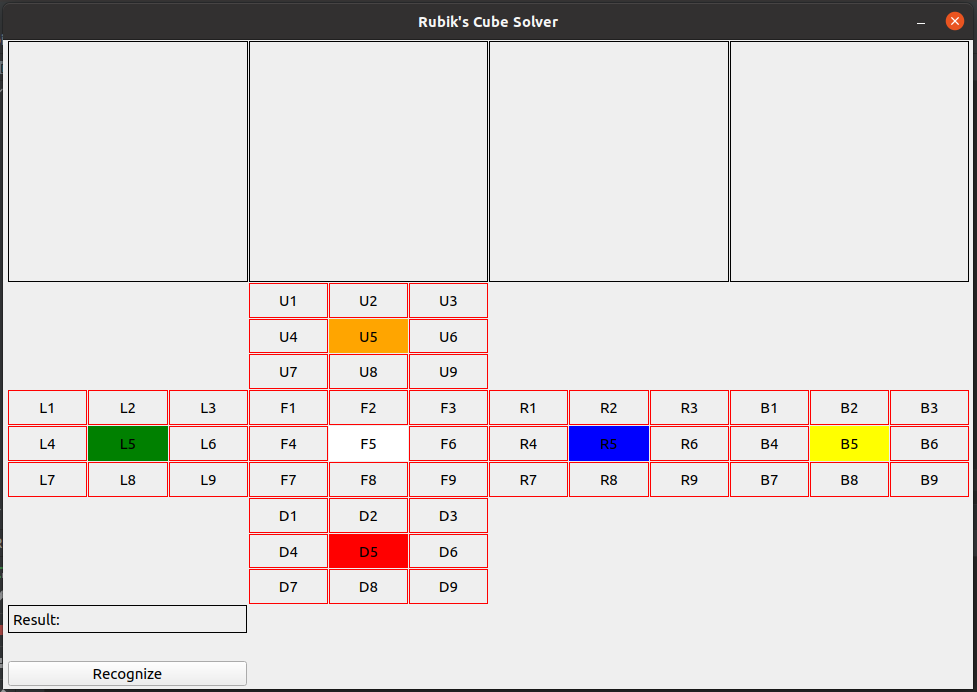 Rubik's Cube Solver
U1 U2 U3
U4 U5 U6
U7 U8 U9
L1 L2 L3 F1 F2 F3 R1 R2 R3 B1 B2 B3
L4 L5 L6 F4 F5 F6 R4 R5 R6 B4 B5 B6
L7 L8 L9 F7 F8 F9 R7 R8 R9 B7 B8 B9
D1 D2 D3
D4 D5 D6
D7 D8 D9
Result:
Recognize